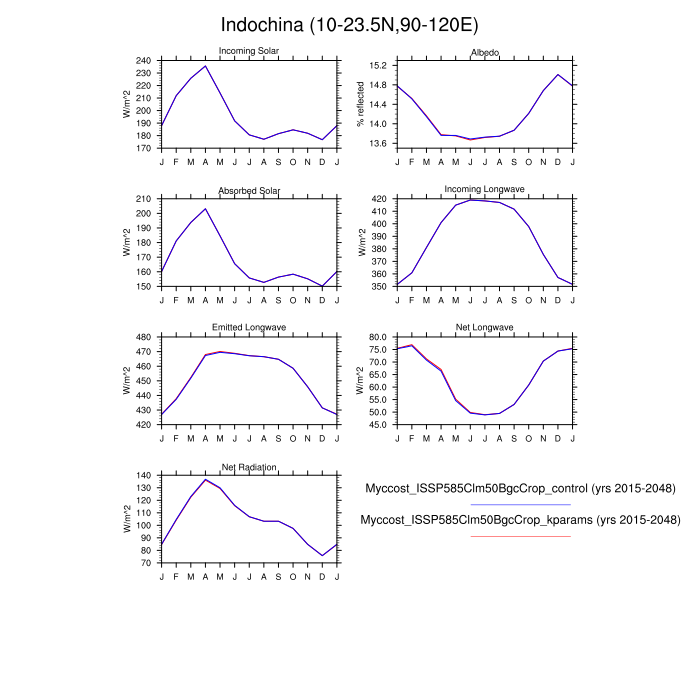 Indochina (10-23.5N,90-120E)
Incoming Solar
W/m^2
240
230
220
210
200
190
180
170
J F M A M J J A S O N D J
Albedo
% reflected
15.2
14.8
14.4
14.0
13.6
J F M A M J J A S O N D J
Absorbed Solar
W/m^2
210
200
190
180
170
160
150
J F M A M J J A S O N D J
Incoming Longwave
W/m^2
420
410
400
390
380
370
360
350
J F M A M J J A S O N D J
Emitted Longwave
W/m^2
480
470
460
450
440
430
420
J F M A M J J A S O N D J
Net Longwave
W/m^2
80.0
75.0
70.0
65.0
60.0
55.0
50.0
45.0
J F M A M J J A S O N D J
Net Radiation
W/m^2
140
130
120
110
100
90
80
70
J F M A M J J A S O N D J
Myccost_ISSP585Clm50BgcCrop_control (yrs 2015-2048)
Myccost_ISSP585Clm50BgcCrop_kparams (yrs 2015-2048)